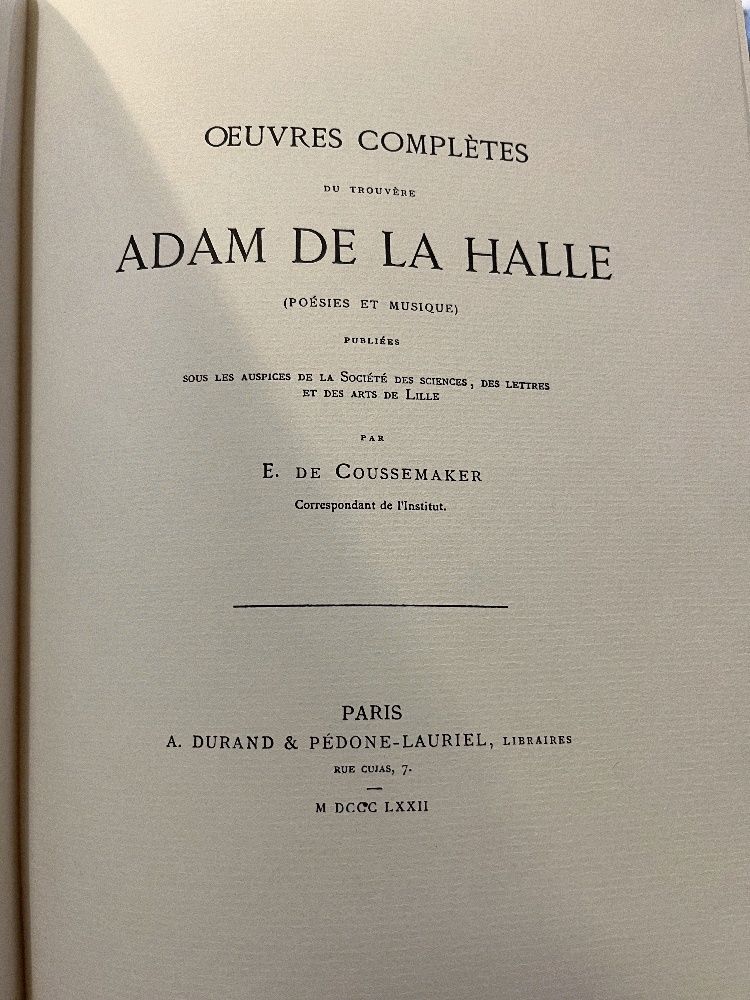 ŒUVRES COMPLÈTES
DU TROUVÈRE
ADAM DE LA HALLE
(POÉSIES ET MUSIQUE)
PUBLIÉES
SOUS LES AUSPICES DE LA SOCIÉTÉ DES SCIENCES, DES LETTRES
ET DES ARTS DE LILLE
PAR
E. DE COUSSEMAKER
Correspondant de l'Institut.
PARIS
A. DURAND & PÉDONE-LAURIEL, LIBRAIRES
RUE CUJAS, 7.
M DCCC LXXII